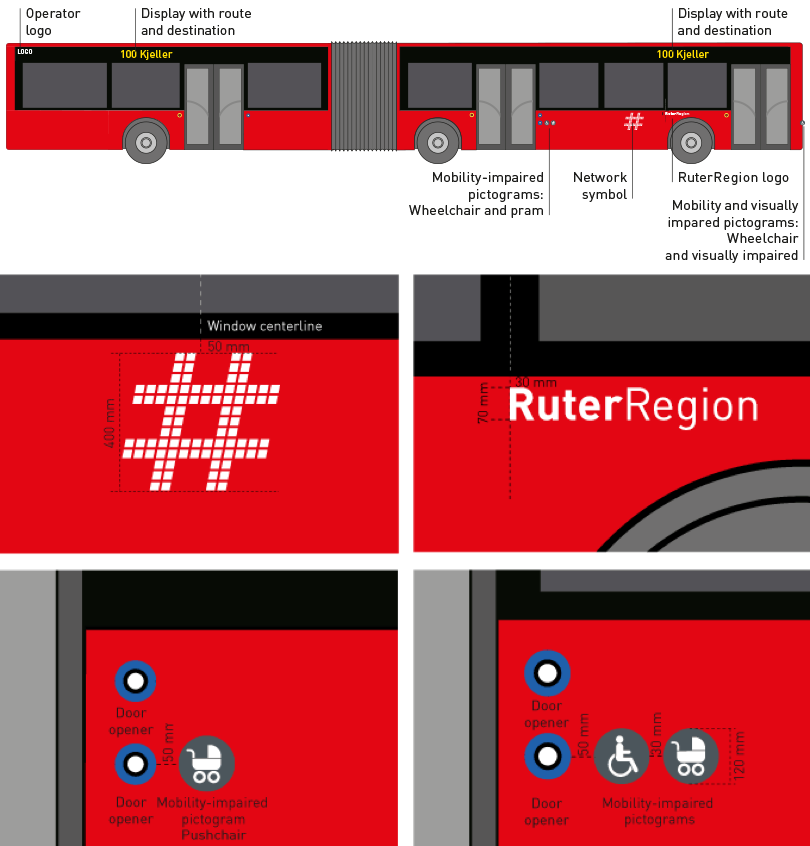 Operator
logo
Display with route
and destination
Display with route
and destination
LOGO
100 Kjeller
100 Kjeller
RuterRegion
Mobility-impaired
pictograms:
Wheelchair and pram
Network
symbol
RuterRegion logo
Mobility and visually
impared pictograms:
Wheelchair
and visually impaired
Window centerline
50 mm
400 mm
30 mm
70 mm
RuterRegion
Door
opener
50 mm
Door
opener
Mobility-impaired
pictogram
Pushchair
Door
opener
50 mm
30 mm
120 mm
Door
opener
Mobility-impaired
pictograms